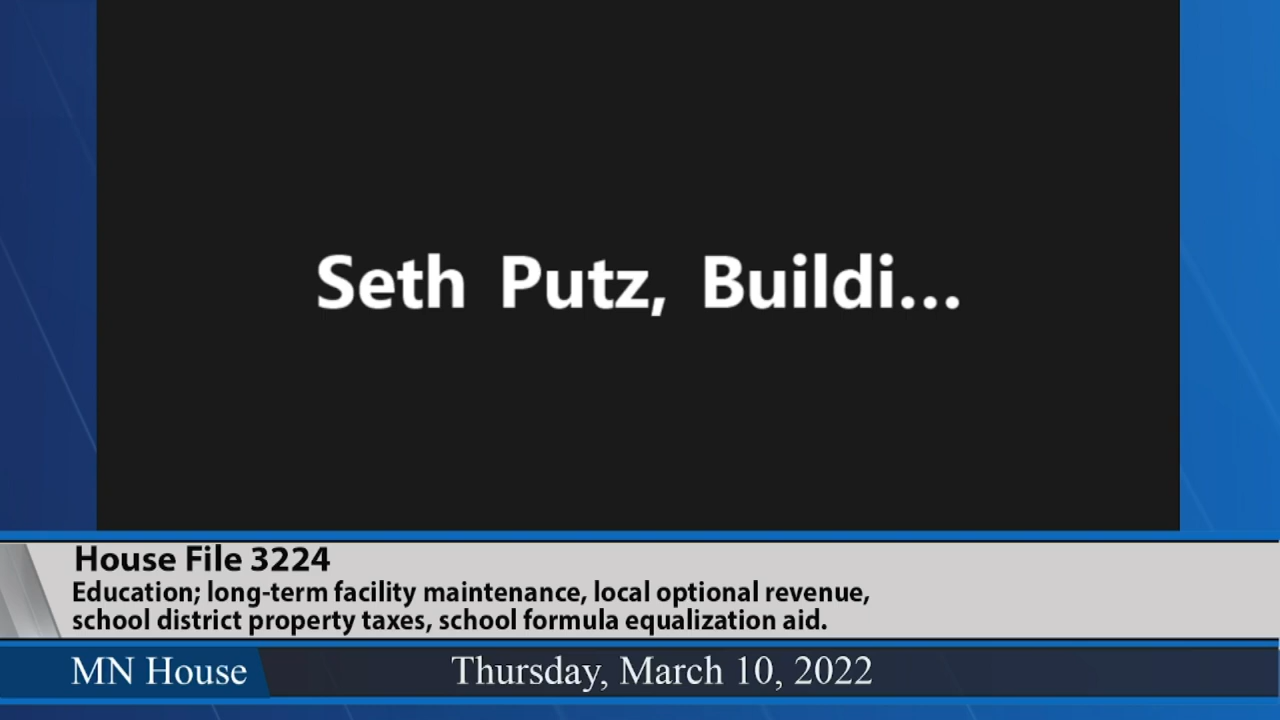 Seth Putz, Buildi...
House File 3224
Education; long-term facility maintenance, local optional revenue,
school district property taxes, school formula equalization aid.
MN House
Thursday, March 10, 2022